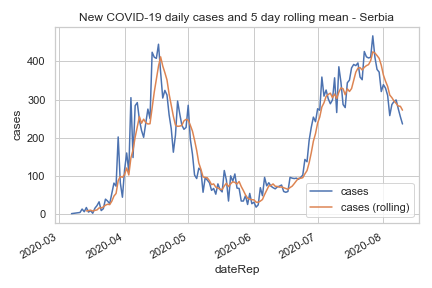 New COVID-19 daily cases and 5 day rolling mean - Serbia
400
300
200
100
0
cases
cases
cases (rolling)
2020-03
2020-04
2020-05
2020-06
2020-07
2020-08
dateRep